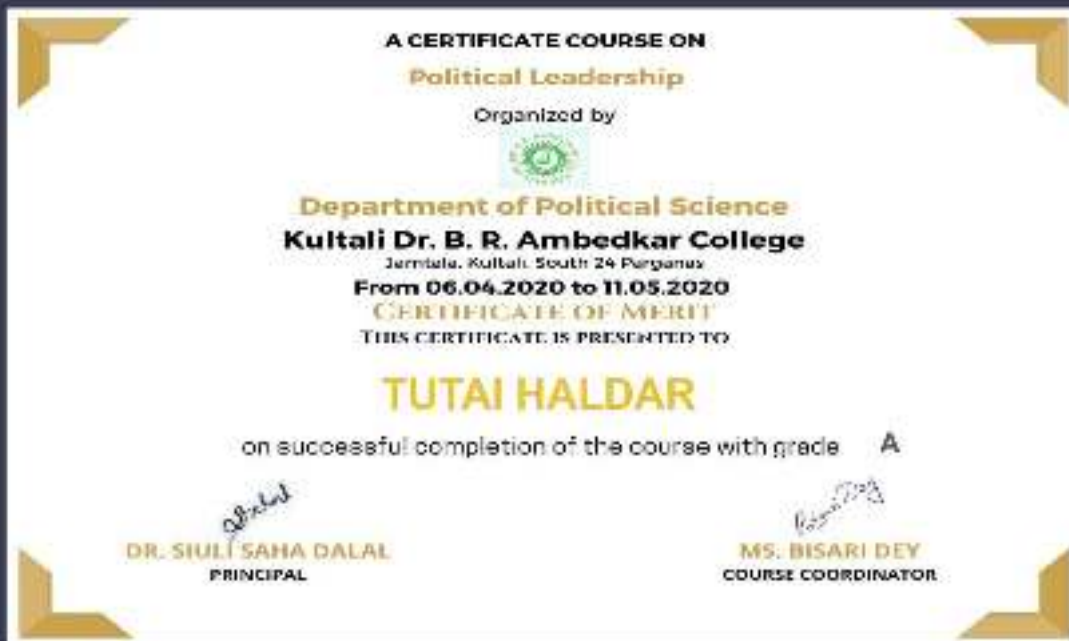 A CERTIFICATE COURSE ON
Political Leadership
Organized by
Department of Political Science
Kultali Dr. B. R. Ambedkar College
Jamtala, Kultali, South 24 Parganas
From 06.04.2020 to 11.05.2020
CERTIFICATE OF MERIT
THIS CERTIFICATE IS PRESENTED TO
TUTAI HALDAR
on successful completion of the course with grade A
DR. SIULI SAHA DALAL
PRINCIPAL
MS. BISARI DEY
COURSE COORDINATOR